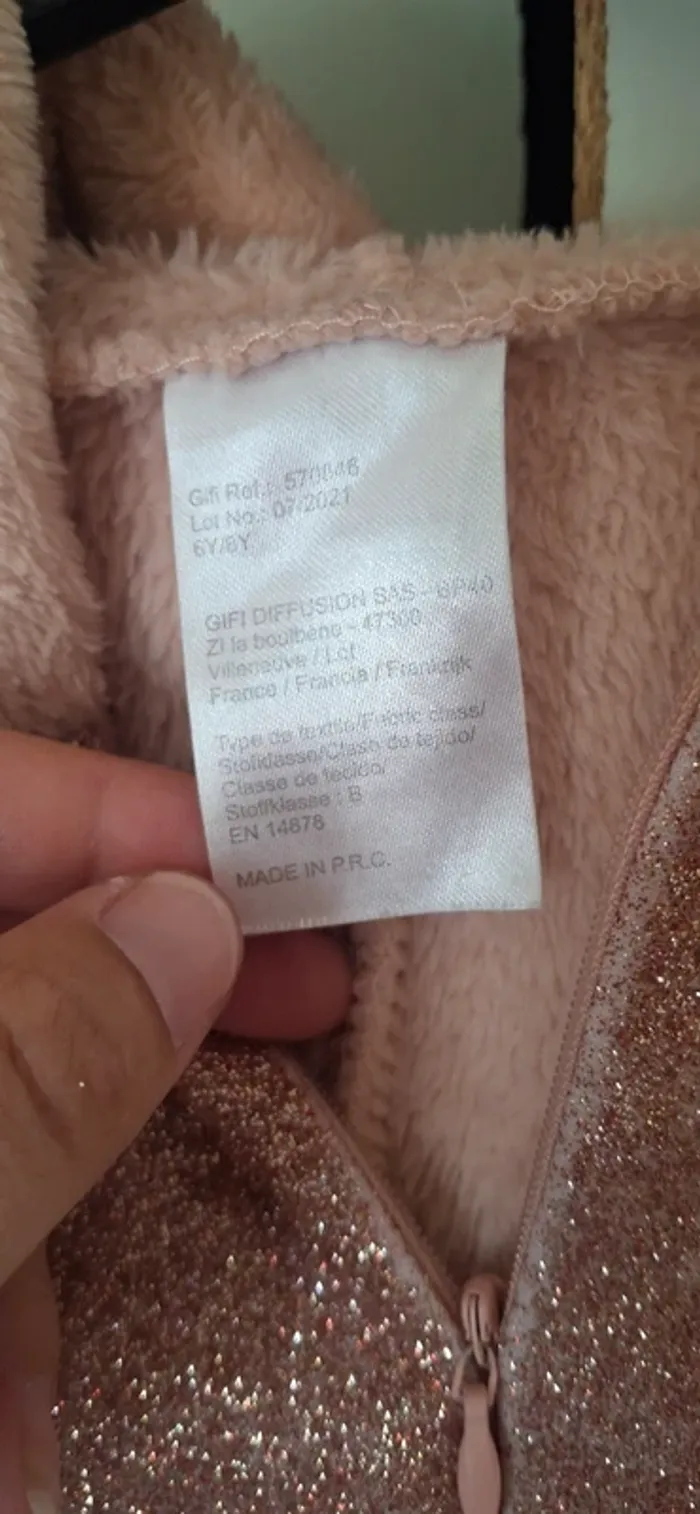 Gifi Ref.: 570046
Lot No.: 07/2021
6Y/8Y
GIFI DIFFUSION SAS - BP40
ZI la boulbène - 47300
Villeneuve / Lot
France / Francia / Frankrijk
Type de textile/Fabric class/
Stofklasse/Clase de tejido/
Classe de tecido/
Stoffklasse : B
EN 14878
MADE IN P.R.C.